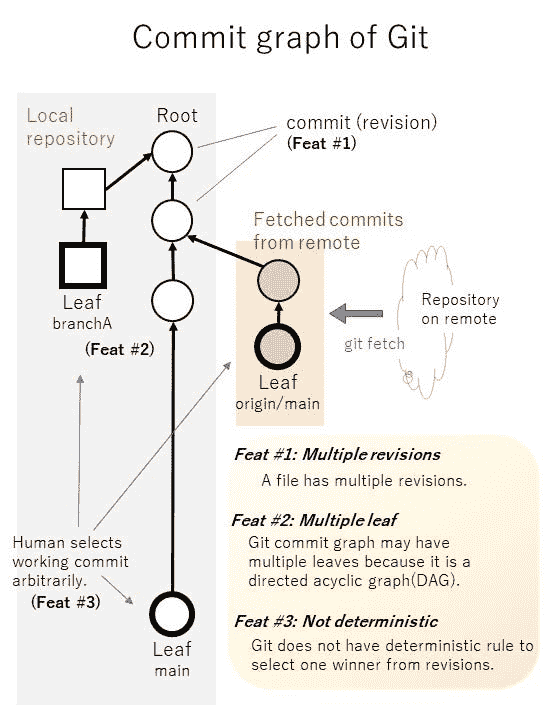 Commit graph of Git
Local
repository
Root
commit (revision)
(Feat #1)
Fetched commits
from remote
Repository
on remote
git fetch
Leaf
branchA
(Feat #2)
Leaf
origin/main
Feat #1: Multiple revisions
A file has multiple revisions.
Feat #2: Multiple leaf
Git commit graph may have
multiple leaves because it is a
directed acyclic graph(DAG).
Human selects
working commit
arbitrarily.
(Feat #3)
Feat #3: Not deterministic
Git does not have deterministic rule to
select one winner from revisions.
Leaf
main